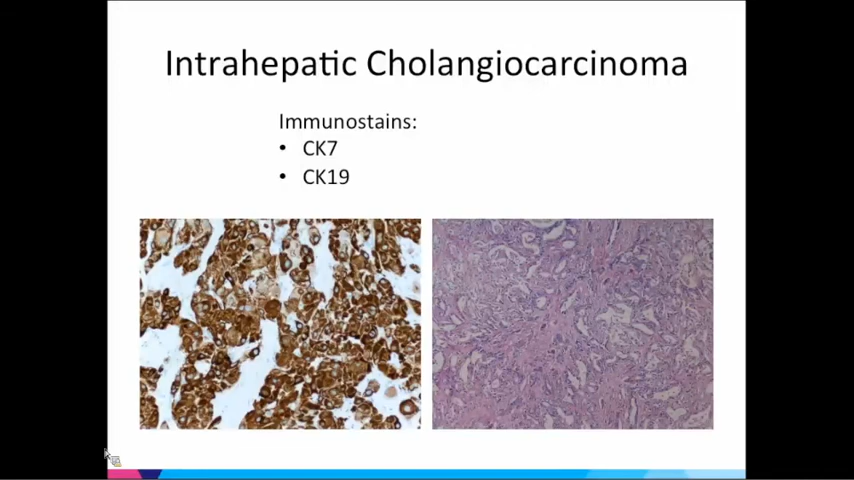 Intrahepatic Cholangiocarcinoma
Immunostains:
• CK7
• CK19